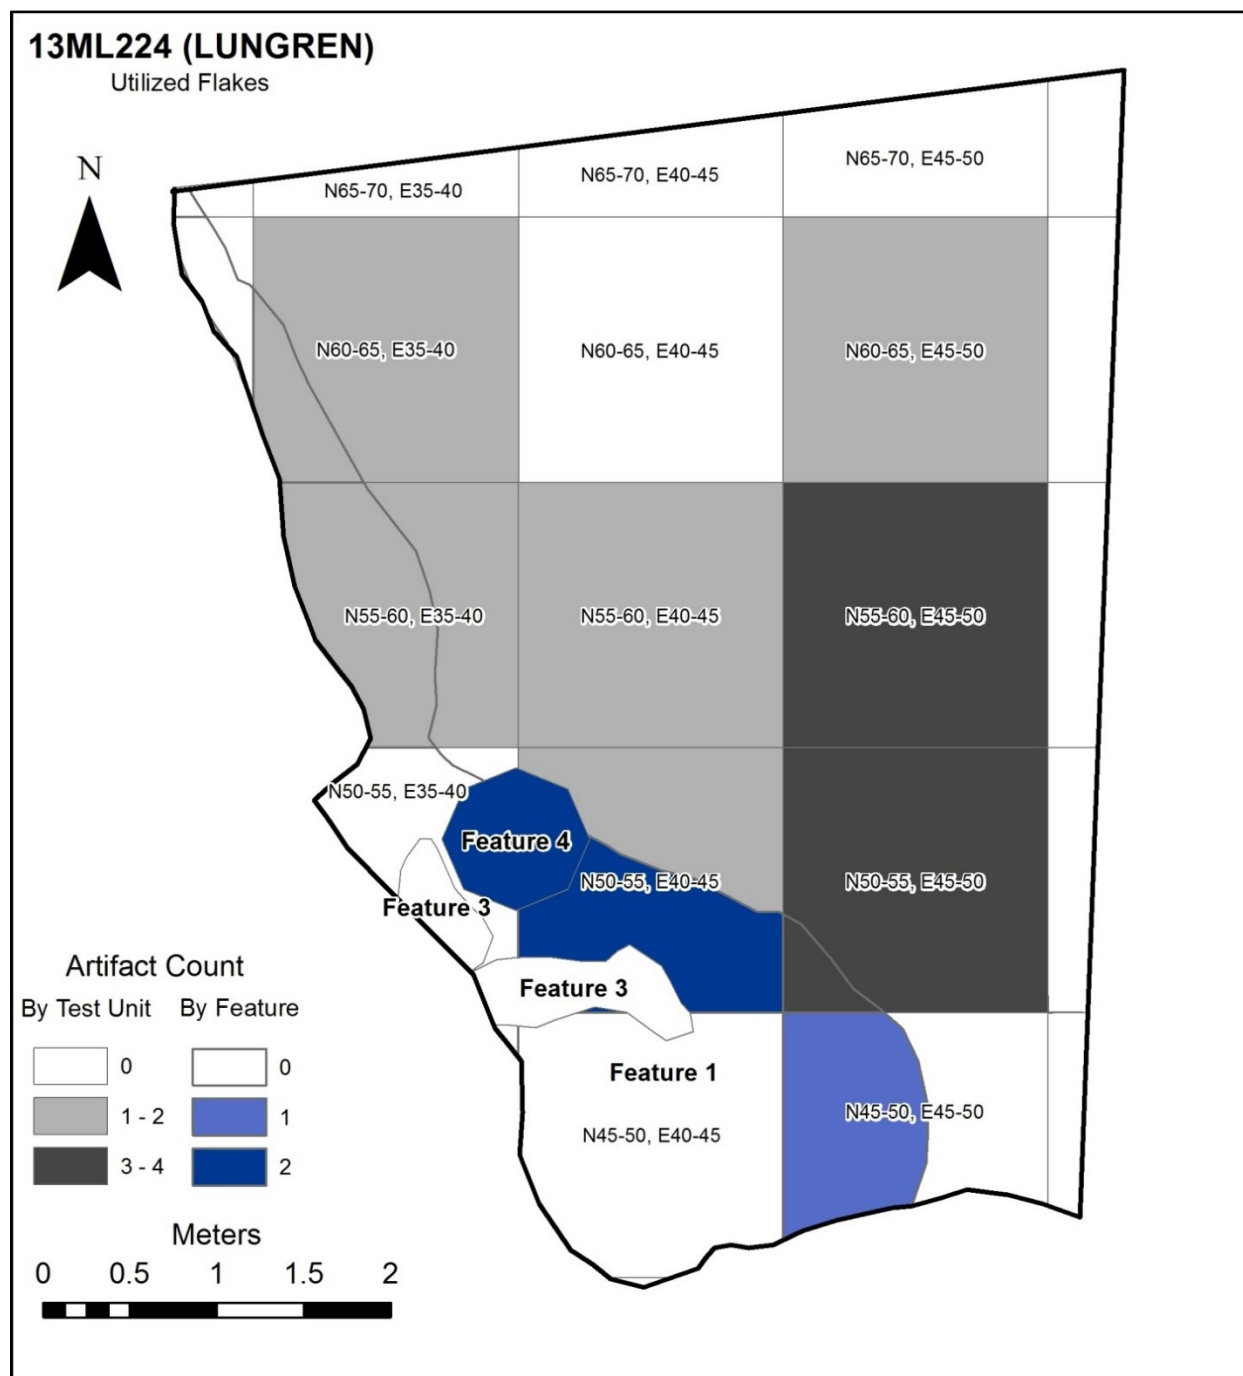 13ML224 (LUNGREN)
Utilized Flakes
N
N65-70, E35-40
N65-70, E40-45
N65-70, E45-50
N60-65, E35-40
N60-65, E40-45
N60-65, E45-50
N55-60, E35-40
N55-60, E40-45
N55-60, E45-50
N50-55, E35-40
Feature 4
N50-55, E40-45
N50-55, E45-50
Feature 3
Feature 3
Feature 1
N45-50, E40-45
N45-50, E45-50
Artifact Count
By Test Unit By Feature
0 0
1 - 2 1
3 - 4 2
Meters
0 0.5 1 1.5 2